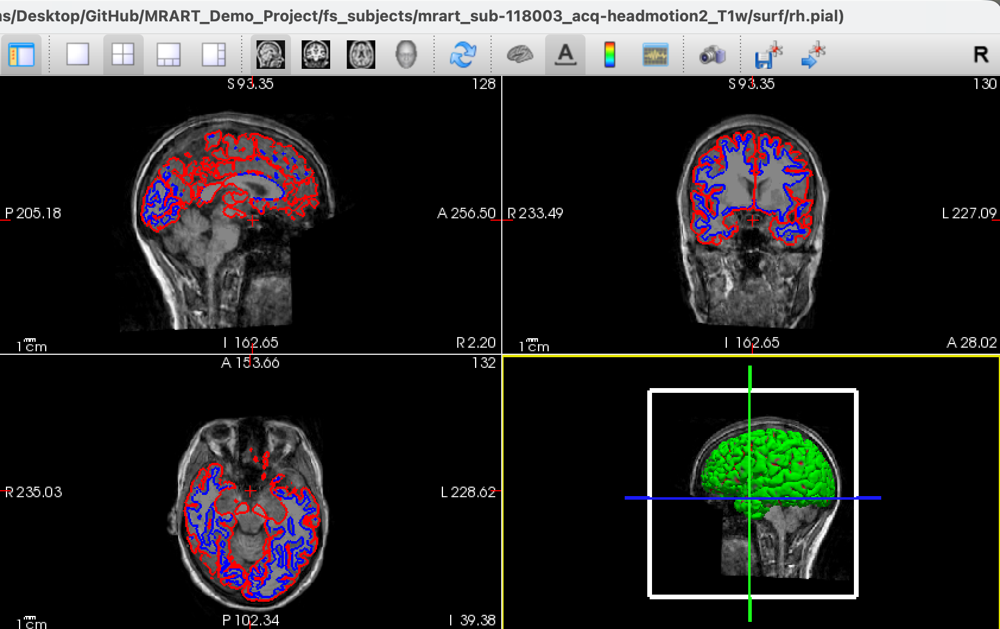 ns/Desktop/GitHub/MRART_Demo_Project/fs_subjects/mrart_sub-118003_acq-headmotion2_T1w/surf/rh.pial)
A
R
S 93.35
128
P 205.18
A 256.50
1 cm
I 162.65
R 2.20
S 93.35
130
R 233.49
L 227.09
1 cm
I 162.65
A 28.02
A 153.66
132
R 235.03
L 228.62
1 cm
P 102.34
I 39.38